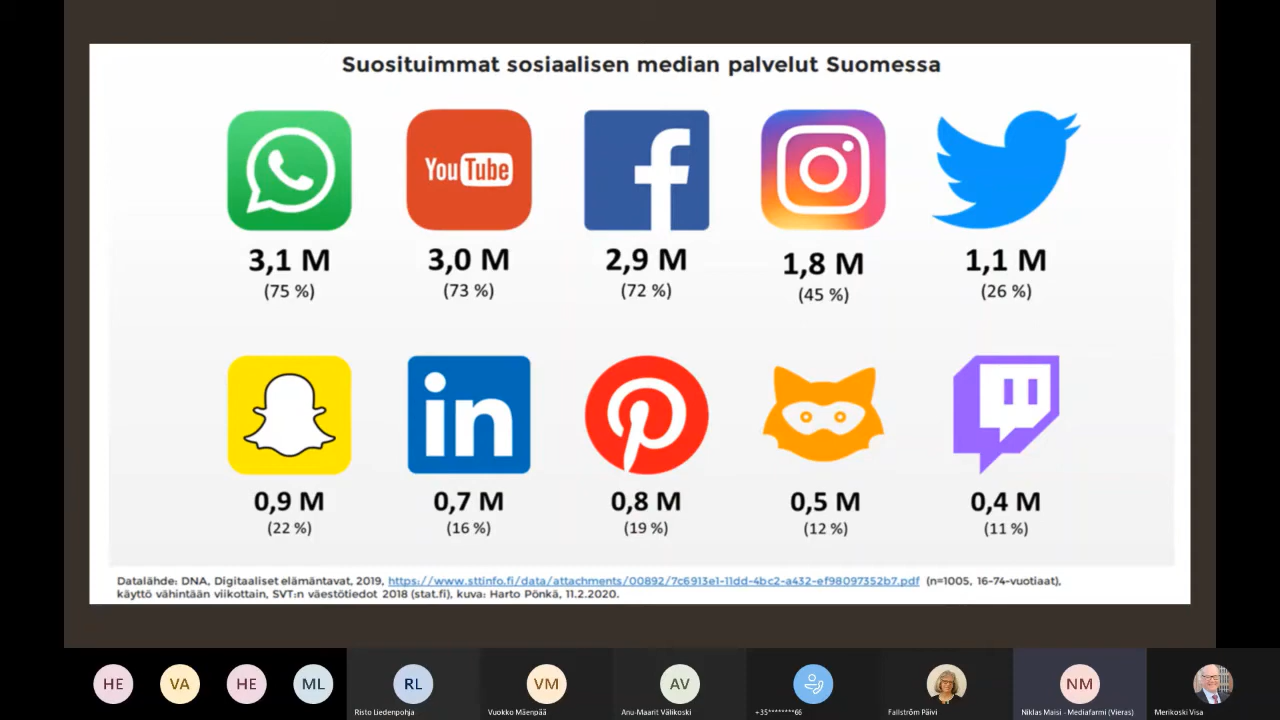 Suosituimmat sosiaalisen median palvelut Suomessa
YouTube
3,1 M
3,0 M
2,9 M
1,8 M
1,1 M
(75 %)
(73 %)
(72 %)
(45 %)
(26 %)
in
0,9 M
0,7 M
0,8 M
0,5 M
0,4 M
(22 %)
(16 %)
(19 %)
(12 %)
(11 %)
Datalähde: DNA, Digitaaliset elämäntavat, 2019, https://www.sttinfo.fi/data/attachments/00892/7c6913e1-11dd-4bc2-a432-ef98097352b7.pdf (n=1005, 16-74-vuotiaat),
käyttö vähintään viikottain, SVT:n väestötiedot 2018 (stat.fi), kuva: Harto Pönkä, 11.2.2020.
HE
VA
HE
ML
RL
VM
AV
NM
Risto Liedenpohja
Vuokko Mäenpää
Anu-Maarit Välikoski
+35********66
Fallström Päivi
Niklas Maisi - Mediafarmi (Vieras)
Merikoski Visa